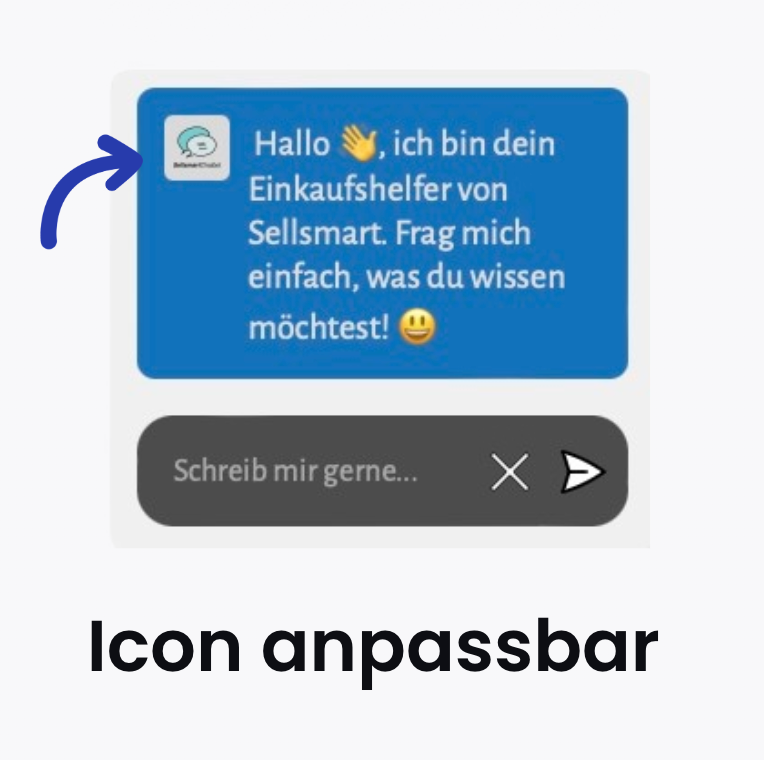 Hallo 👋, ich bin dein
Einkaufshelfer von
Sellsmart. Frag mich
einfach, was du wissen
möchtest! 😃
Schreib mir gerne...
Icon anpassbar